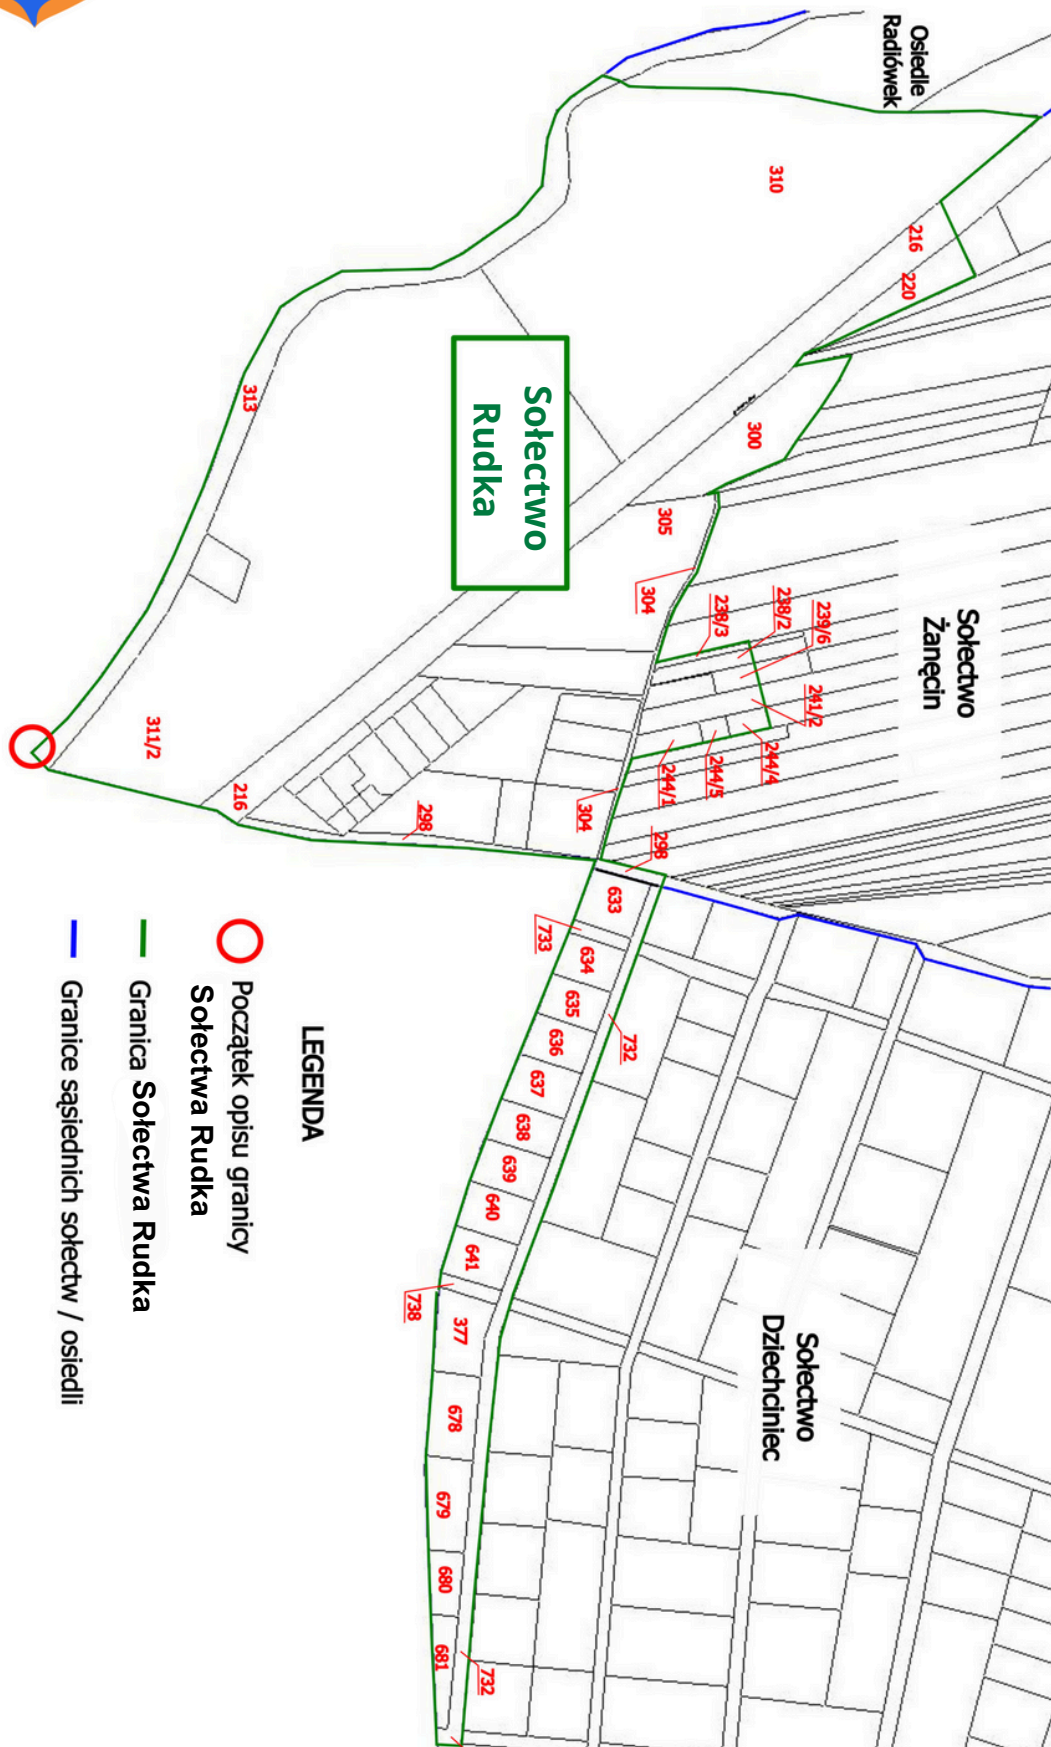 Osiedle
Radiówek
310
216
220
313
Sołectwo
Rudka
300
305
304
238/3
238/2
239/6
241/2
244/4
244/5
244/1
Sołectwo
Żanęcin
311/2
216
298
304
298
633
733
634
635
636
732
637
638
639
640
641
738
377
678
679
680
681
732
Sołectwo
Dziechciniec
LEGENDA
Początek opisu granicy
Sołectwa Rudka
Granica Sołectwa Rudka
Granice sąsiednich sołectw / osiedli